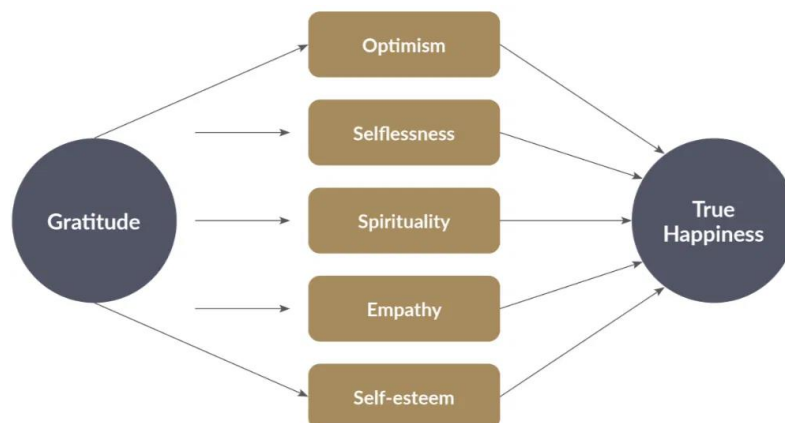 Optimism
Selflessness
Gratitude
Spirituality
True
Happiness
Empathy
Self-esteem